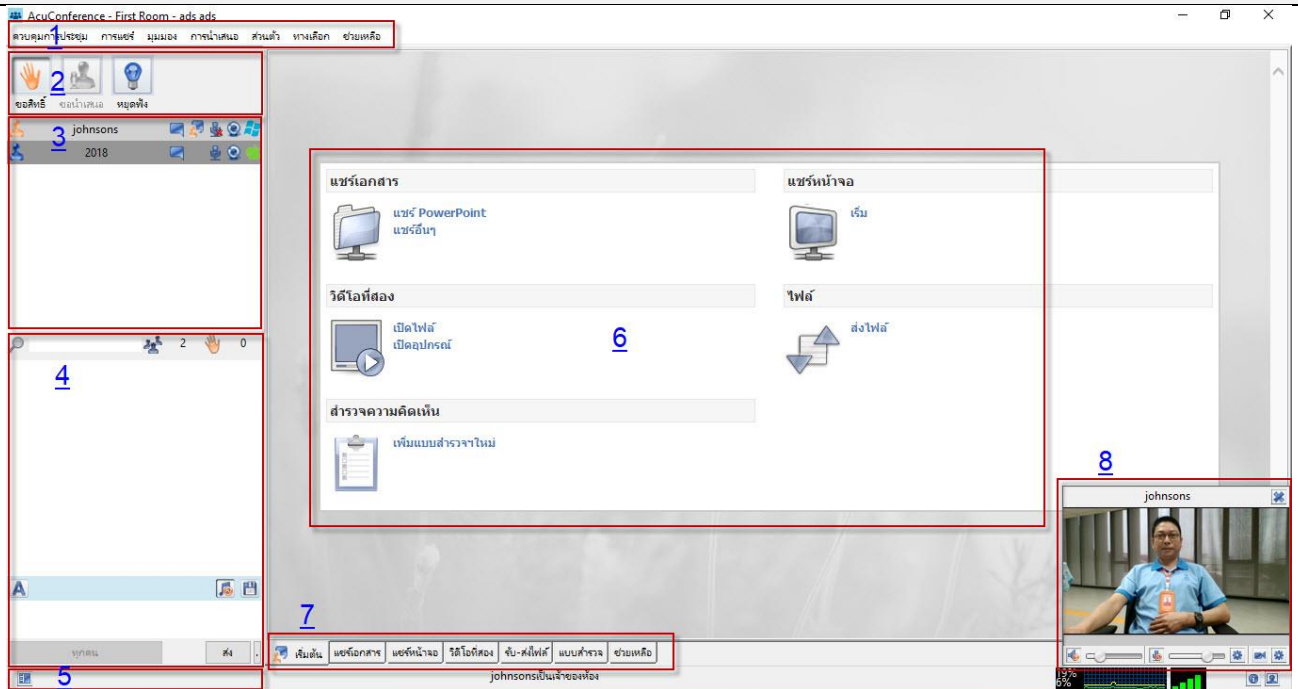 AcuConference - First Room - ads ads
1
ควบคุมการประชุม การแชร์ มุมมอง การนำเสนอ ส่วนตัว ทางเลือก ช่วยเหลือ
2
ขอสิทธิ์ ขอนำเสนอ หยุดฟัง
3
johnsons
2018
แชร์เอกสาร
แชร์ PowerPoint
แชร์อื่นๆ
แชร์หน้าจอ
เริ่ม
วิดีโอที่สอง
เปิดไฟล์
เปิดอุปกรณ์
ไฟล์
ส่งไฟล์
6
สำรวจความคิดเห็น
เพิ่มแบบสำรวจฯใหม่
2 0
4
A
ทุกคน ส่ง
5
7
เริ่มต้น แชร์เอกสาร แชร์หน้าจอ วิดีโอที่สอง รับ-ส่งไฟล์ แบบสำรวจ ช่วยเหลือ
johnsonsเป็นเจ้าของห้อง
8
johnsons
19%
6%